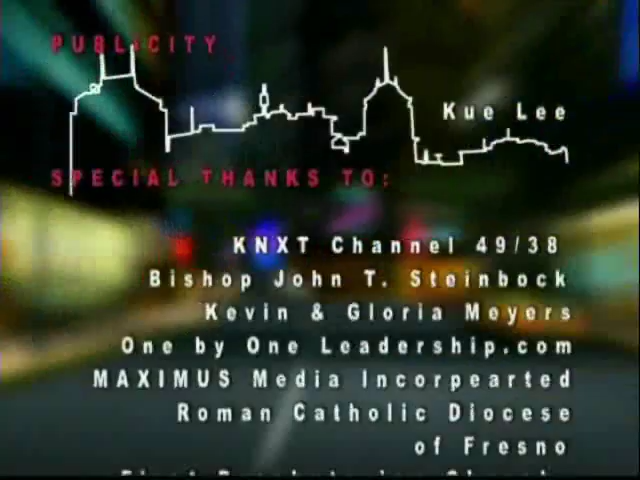 PUBLICITY
Kue Lee
SPECIAL THANKS TO:
KNXT Channel 49/38
Bishop John T. Steinbock
Kevin & Gloria Meyers
One by One Leadership.com
MAXIMUS Media Incorpearted
Roman Catholic Diocese
of Fresno